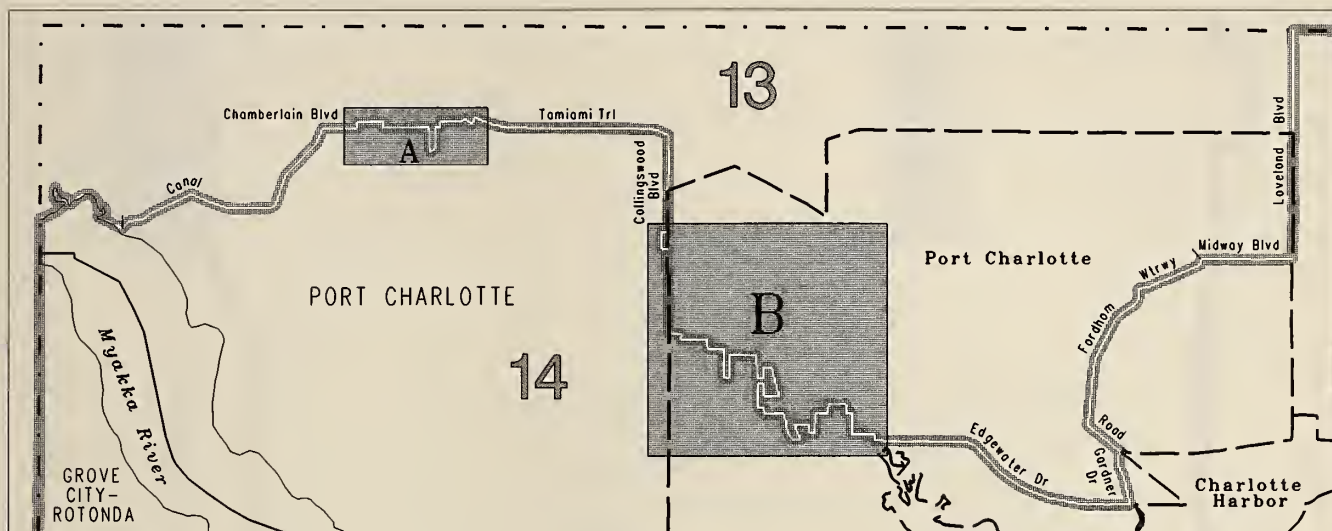 13
Chamberlain Blvd
Tamiami Trl
A
Blvd
Loveland
Collingswood
Blvd
Canal
Port Charlotte
Midway Blvd
Wtrwy
PORT CHARLOTTE
B
Fordham
Myakka River
14
Road
Edgewater Dr
Gardner
Dr
GROVE
CITY-
ROTONDA
Charlotte
Harbor